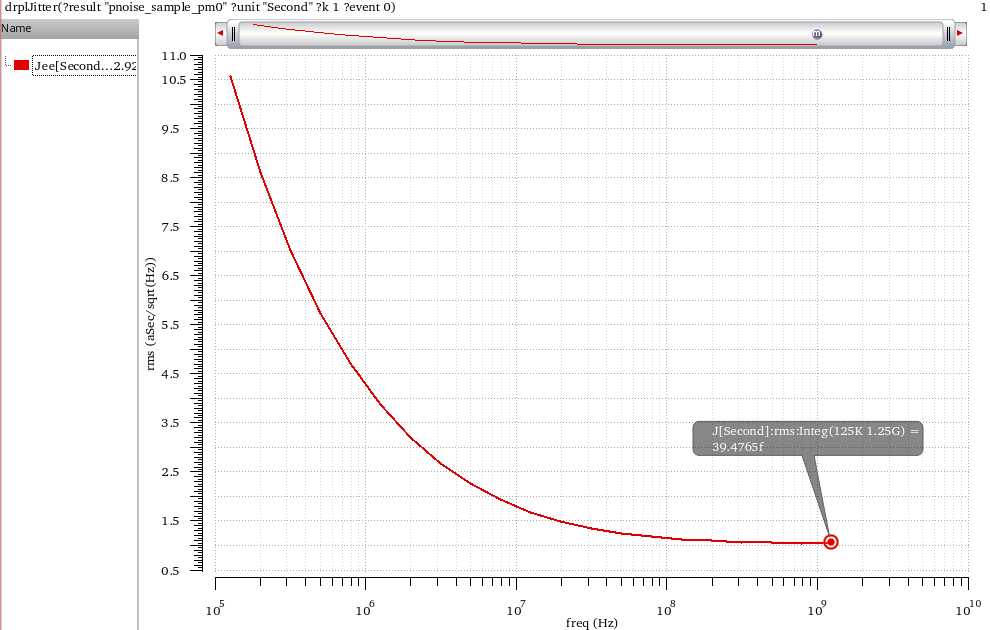 drplJitter(?result "pnoise_sample_pm0" ?unit "Second" ?k 1 ?event 0)
1
Name
Jee[Second...2.92
m
11.0
10.5
9.5
8.5
7.5
6.5
5.5
4.5
3.5
2.5
1.5
0.5
rms (aSec/sqrt(Hz))
J[Second]:rms:Integ(125K 1.25G) =
39.4765f
10^5 10^6 10^7 10^8 10^9 10^10
freq (Hz)